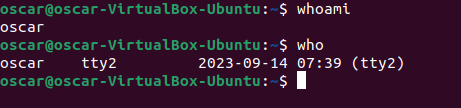 oscar@oscar-VirtualBox-Ubuntu:~$ whoami
oscar
oscar@oscar-VirtualBox-Ubuntu:~$ who
oscar    tty2         2023-09-14 07:39 (tty2)
oscar@oscar-VirtualBox-Ubuntu:~$